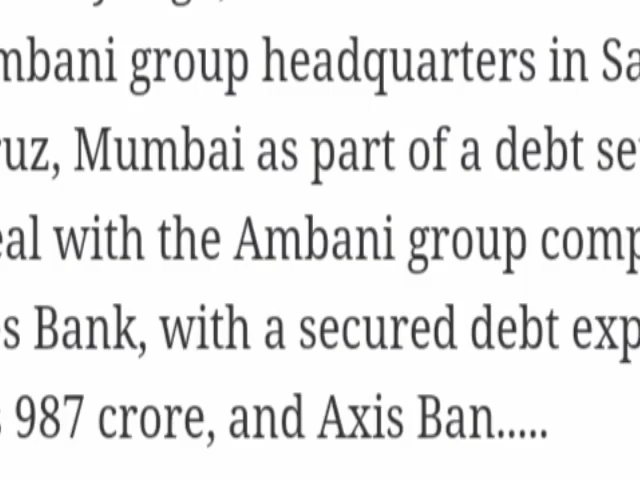 mbani group headquarters in Sa
ruz, Mumbai as part of a debt se
eal with the Ambani group comp
s Bank, with a secured debt exp
987 crore, and Axis Ban.....